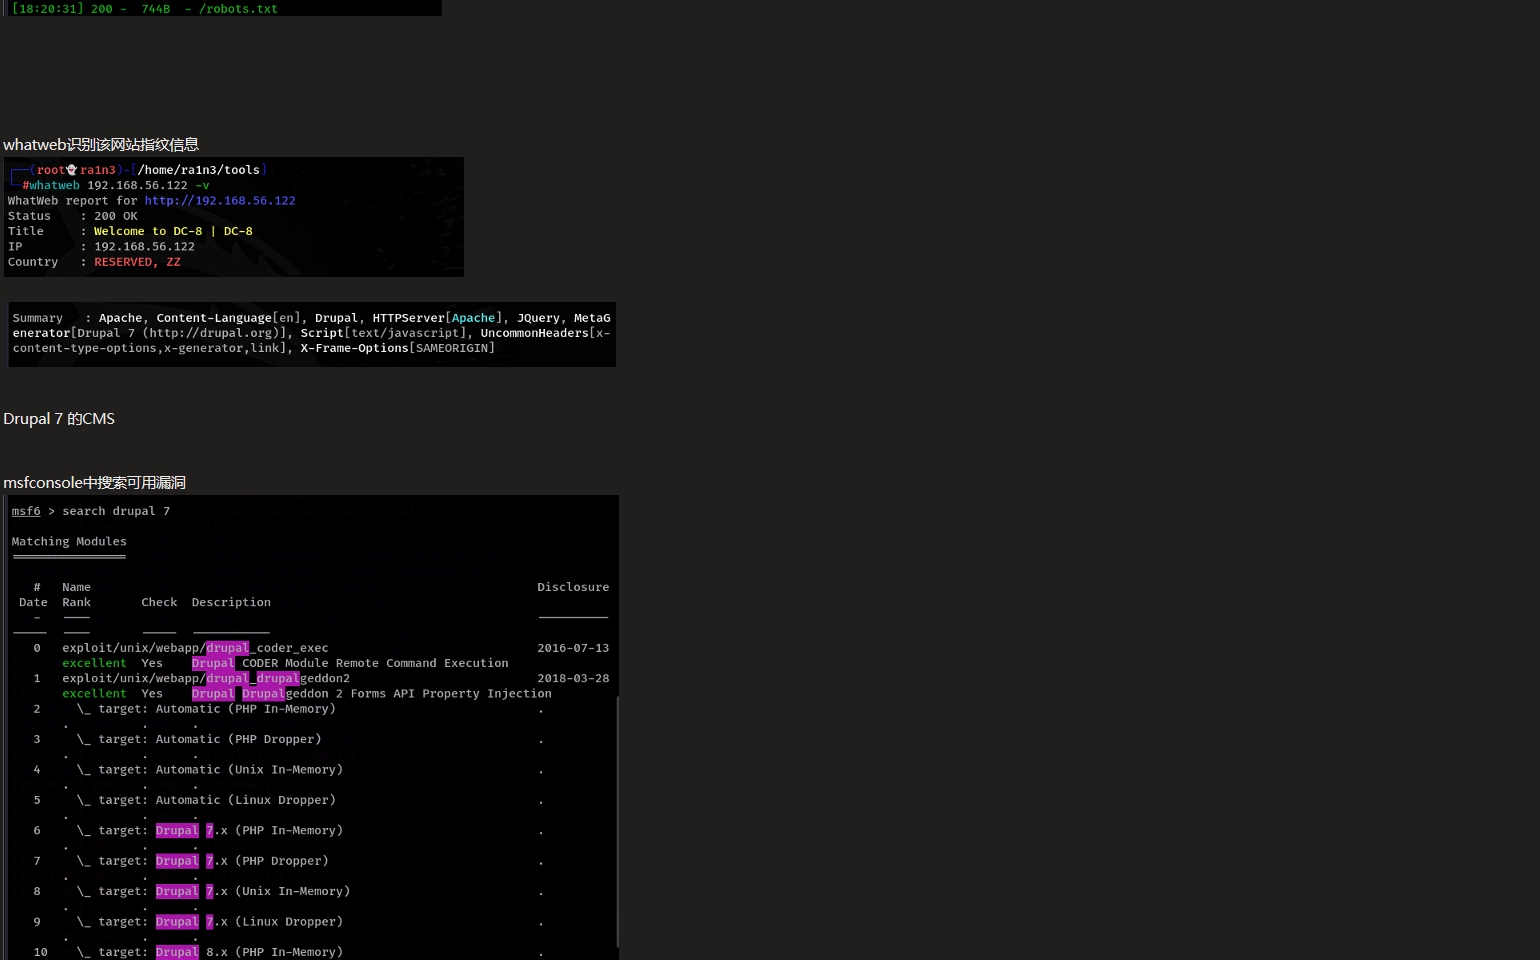 [18:20:31] 200 -  744B  - /robots.txt
whatweb识别该网站指纹信息
(root ra1n3)-[/home/ra1n3/tools]
#whatweb 192.168.56.122 -v
WhatWeb report for http://192.168.56.122
Status    : 200 OK
Title     : Welcome to DC-8 | DC-8
IP        : 192.168.56.122
Country   : RESERVED, ZZ
Summary   : Apache, Content-Language[en], Drupal, HTTPServer[Apache], JQuery, MetaG
enerator[Drupal 7 (http://drupal.org)], Script[text/javascript], UncommonHeaders[x-
content-type-options,x-generator,link], X-Frame-Options[SAMEORIGIN]
Drupal 7 的CMS
msfconsole中搜索可用漏洞
msf6 > search drupal 7
Matching Modules
#   Name   Disclosure
Date  Rank   Check  Description
-
0   exploit/unix/webapp/drupal_coder_exec   2016-07-13
excellent  Yes    Drupal CODER Module Remote Command Execution
1   exploit/unix/webapp/drupal_drupalgeddon2   2018-03-28
excellent  Yes    Drupal Drupalgeddon 2 Forms API Property Injection
2     \_ target: Automatic (PHP In-Memory)   .
.   .   .
3     \_ target: Automatic (PHP Dropper)   .
.   .   .
4     \_ target: Automatic (Unix In-Memory)   .
.   .   .
5     \_ target: Automatic (Linux Dropper)   .
.   .   .
6     \_ target: Drupal 7.x (PHP In-Memory)   .
.   .   .
7     \_ target: Drupal 7.x (PHP Dropper)   .
.   .   .
8     \_ target: Drupal 7.x (Unix In-Memory)   .
.   .   .
9     \_ target: Drupal 7.x (Linux Dropper)   .
.   .   .
10    \_ target: Drupal 8.x (PHP In-Memory)   .